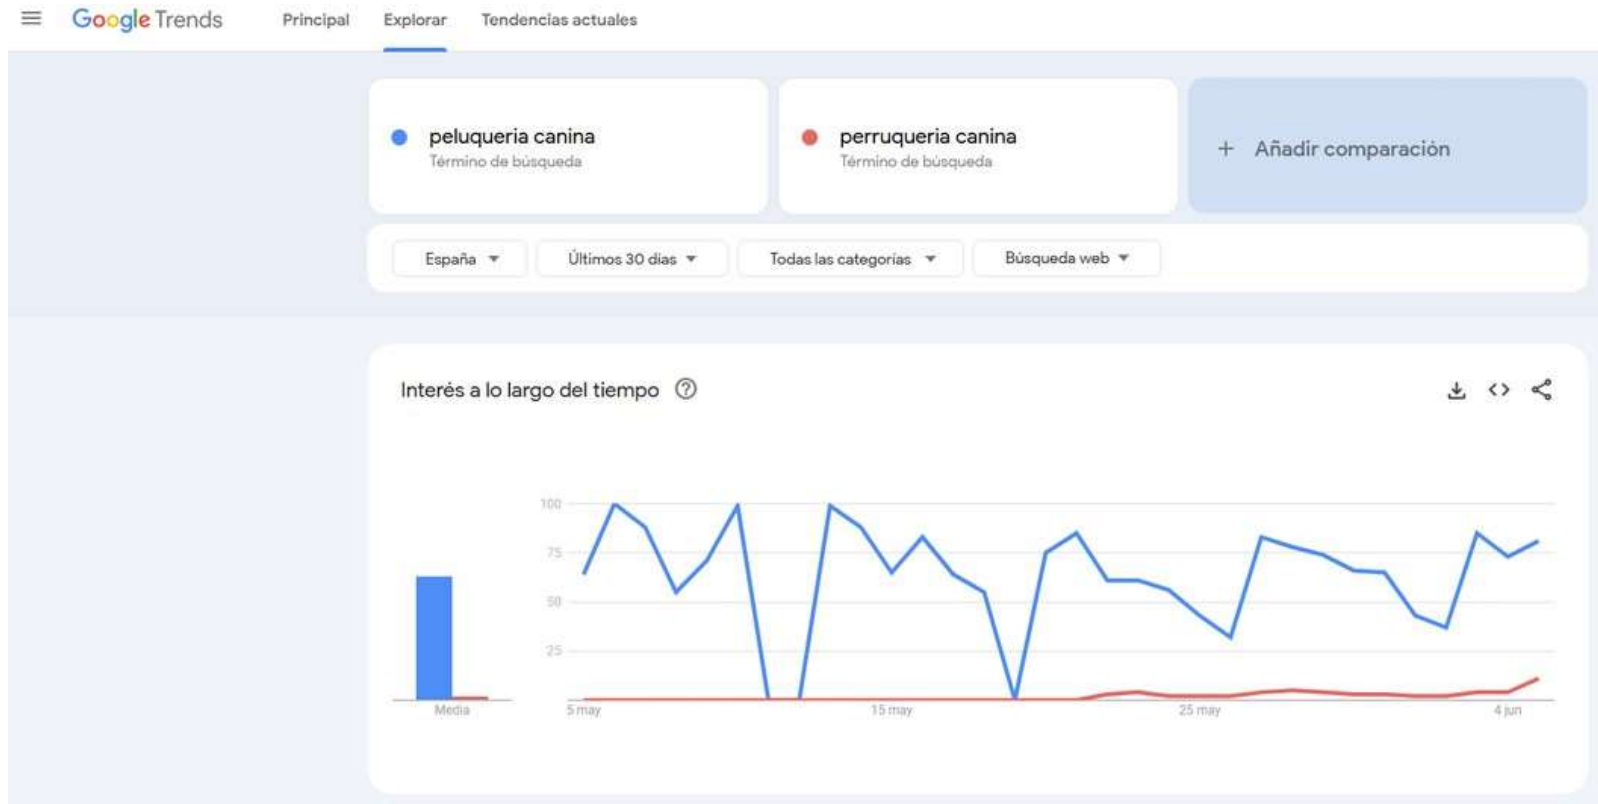 Google Trends
Principal
Explorar
Tendencias actuales
peluqueria canina
Término de búsqueda
perruqueria canina
Término de búsqueda
+ Añadir comparación
España
Últimos 30 días
Todas las categorías
Búsqueda web
Interés a lo largo del tiempo
100
75
50
25
Media
5 may
15 may
25 may
4 jun